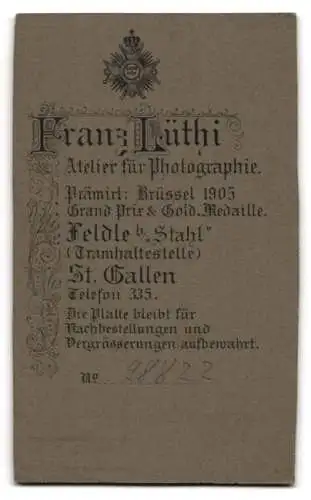 Franz Lüthi
Atelier für Photographie.
Prämirt: Brüssel 1905
Grand Prix & Gold. Medaille.
Feldle b. „Stahl"
(Tramhaltestelle)
St. Gallen
Telefon 335.
Die Platte bleibt für
Nachbestellungen und
Vergrösserungen aufbewahrt.
No 28822